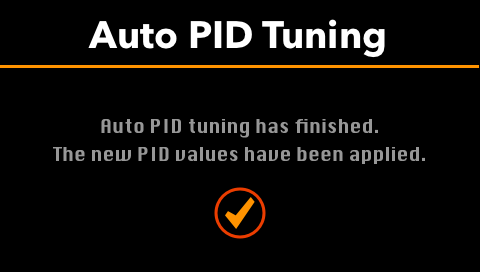 Auto PID Tuning
Auto PID tuning has finished.
The new PID values have been applied.